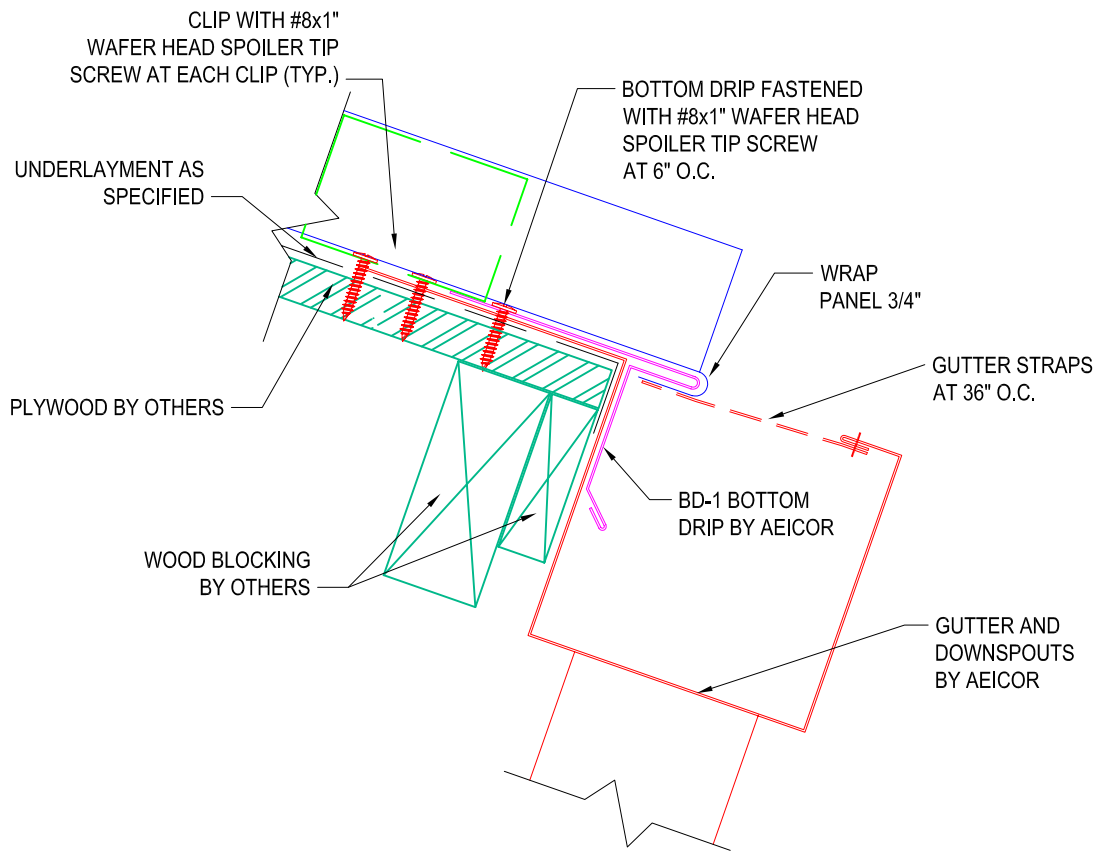 CLIP WITH #8x1"
WAFER HEAD SPOILER TIP
SCREW AT EACH CLIP (TYP.)
BOTTOM DRIP FASTENED
WITH #8x1" WAFER HEAD
SPOILER TIP SCREW
AT 6" O.C.
UNDERLAYMENT AS
SPECIFIED
WRAP
PANEL 3/4"
GUTTER STRAPS
AT 36" O.C.
PLYWOOD BY OTHERS
BD-1 BOTTOM
DRIP BY AEICOR
WOOD BLOCKING
BY OTHERS
GUTTER AND
DOWNSPOUTS
BY AEICOR